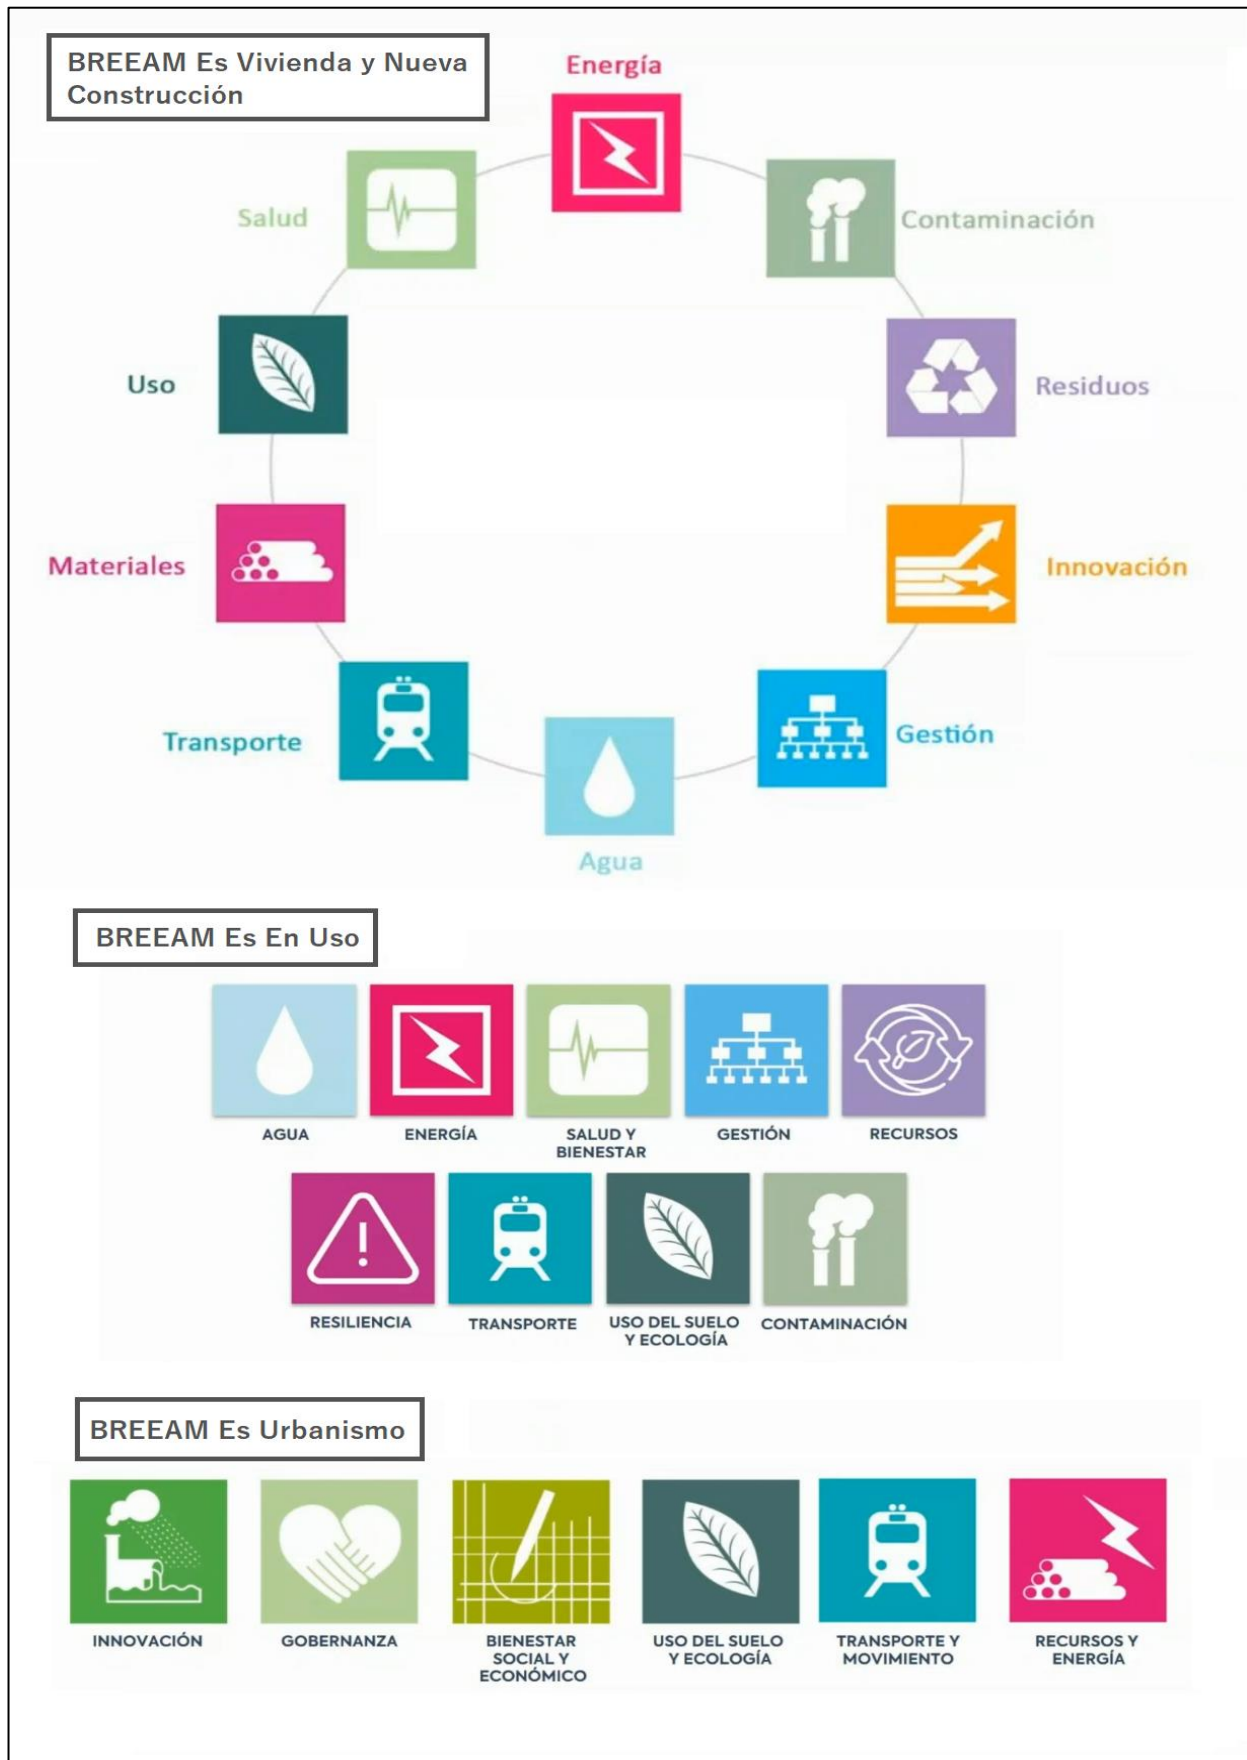 BREEAM Es Vivienda y Nueva
Construcción
Energía
Salud
Contaminación
Uso
Residuos
Materiales
Innovación
Transporte
Gestión
Agua
BREEAM Es En Uso
AGUA
ENERGÍA
SALUD Y
BIENESTAR
GESTIÓN
RECURSOS
RESILIENCIA
TRANSPORTE
USO DEL SUELO
Y ECOLOGÍA
CONTAMINACIÓN
BREEAM Es Urbanismo
INNOVACIÓN
GOBERNANZA
BIENESTAR
SOCIAL Y
ECONÓMICO
USO DEL SUELO
Y ECOLOGÍA
TRANSPORTE Y
MOVIMIENTO
RECURSOS Y
ENERGÍA